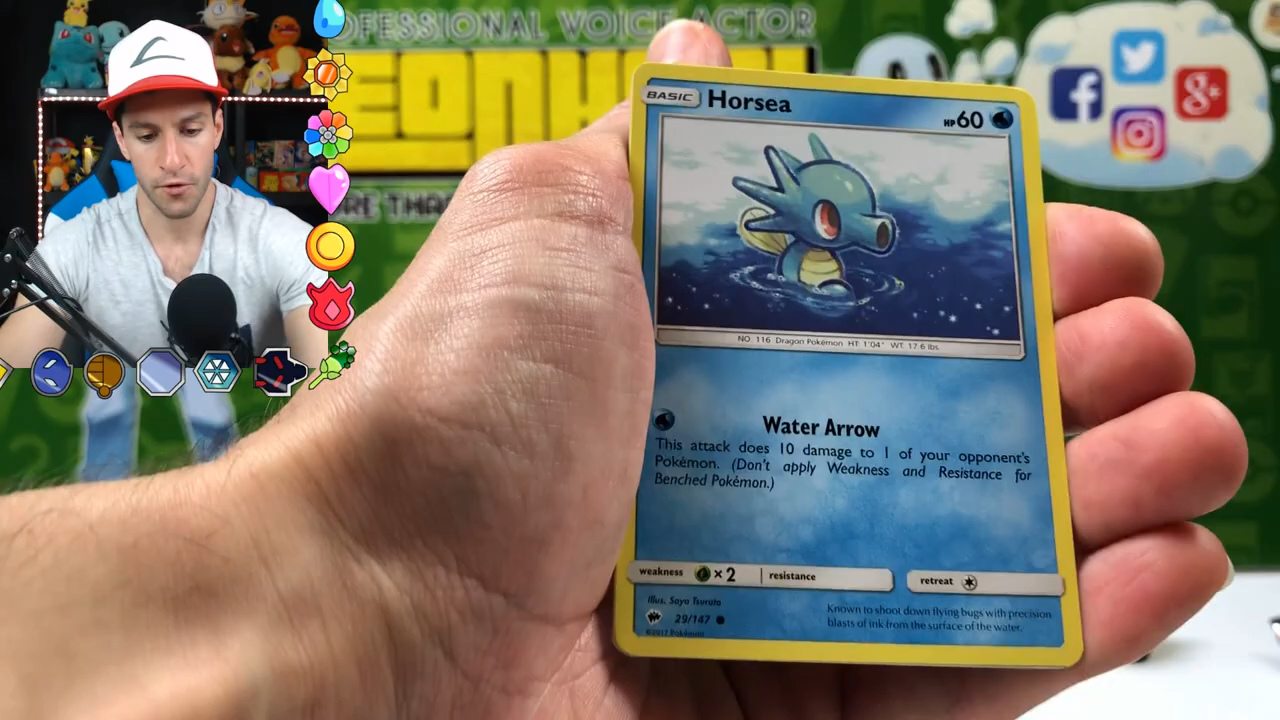 PROFESSIONAL VOICE ACTOR
BASIC Horsea HP 60
NO. 116 Dragon Pokémon HT: 1'04" WT: 17.6 lbs.
Water Arrow
This attack does 10 damage to 1 of your opponent's
Pokémon. (Don't apply Weakness and Resistance for
Benched Pokémon.)
weakness ×2 resistance retreat
Illus. Saya Tsuruta
29/147
©2017 Pokémon
Known to shoot down flying bugs with precision
blasts of ink from the surface of the water.